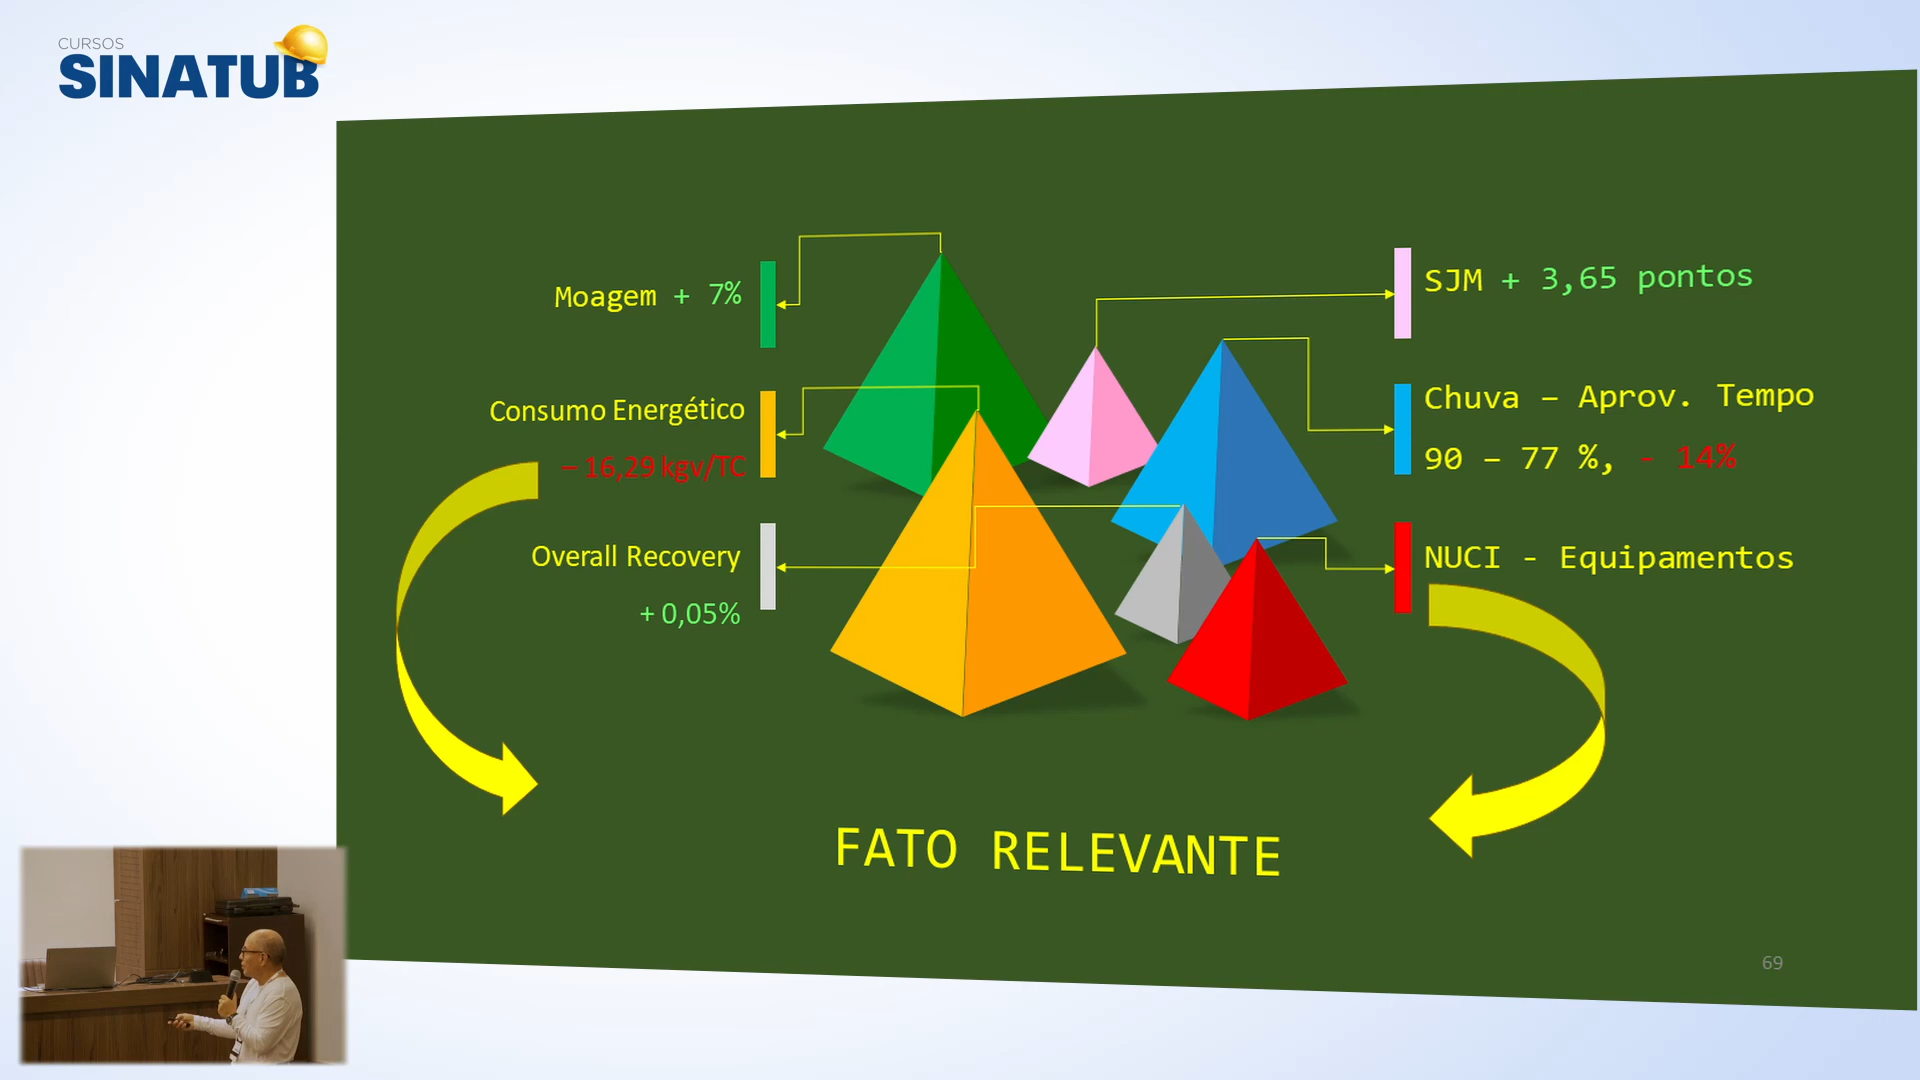 CURSOS
SINATUB
Moagem + 7%
Consumo Energético
– 16,29 kgv/TC
Overall Recovery
+ 0,05%
SJM + 3,65 pontos
Chuva – Aprov. Tempo
90 – 77 %, - 14%
NUCI - Equipamentos
FATO RELEVANTE
69